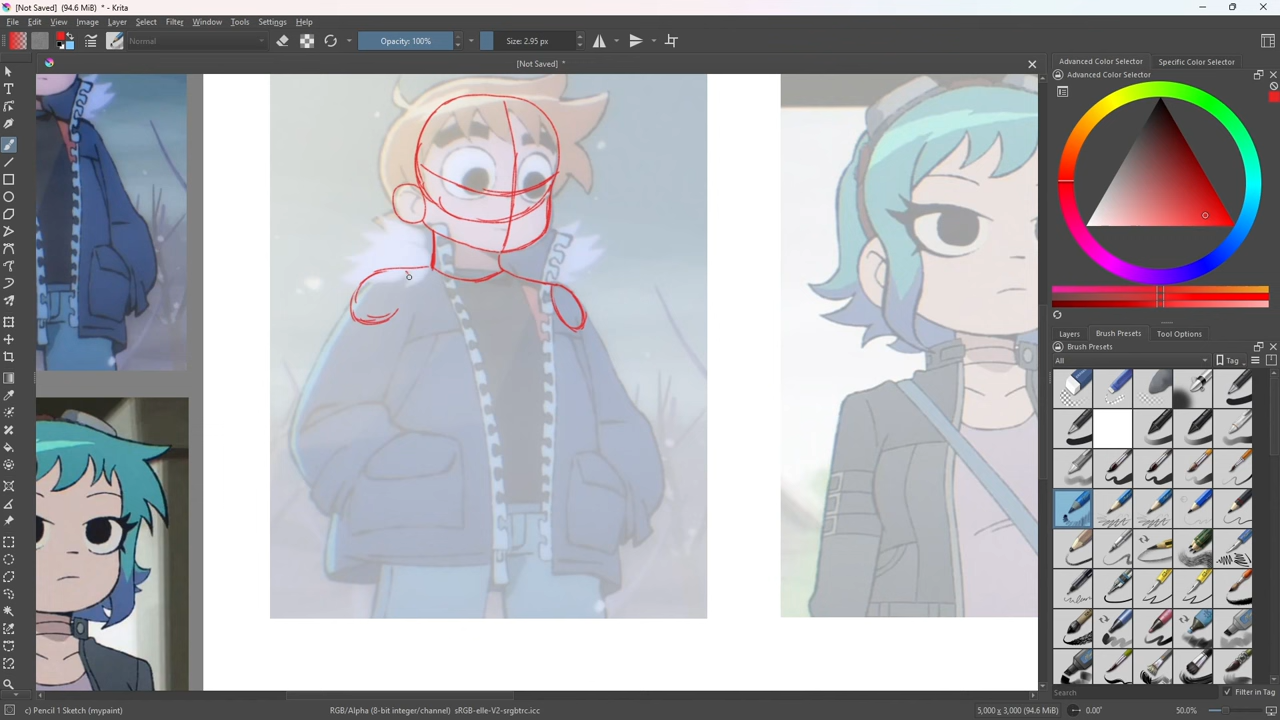 [Not Saved] (94.6 MiB) * - Krita
File Edit View Image Layer Select Filter Window Tools Settings Help
Normal Opacity: 100% Size: 2.95 px
[Not Saved] *
Advanced Color Selector Specific Color Selector
Advanced Color Selector
Layers Brush Presets Tool Options
Brush Presets
All Tag
Search Filter in Tag
c) Pencil 1 Sketch (mypaint) RGB/Alpha (8-bit integer/channel) sRGB-elle-V2-srgbtrc.icc 5,000 x 3,000 (94.6 MiB) 0.00° 50.0%